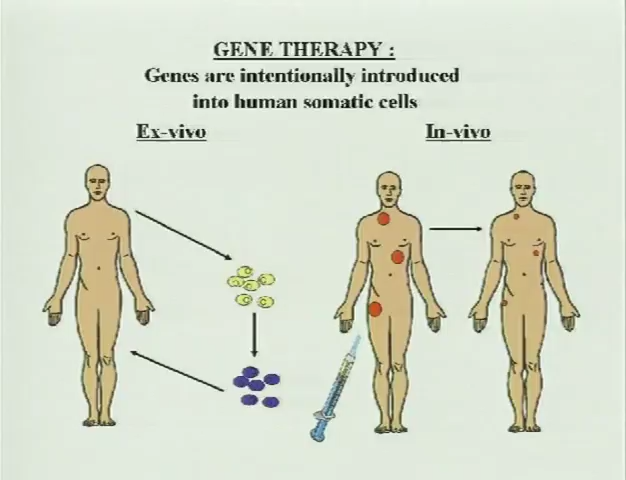 GENE THERAPY :
Genes are intentionally introduced
into human somatic cells
Ex-vivo
In-vivo